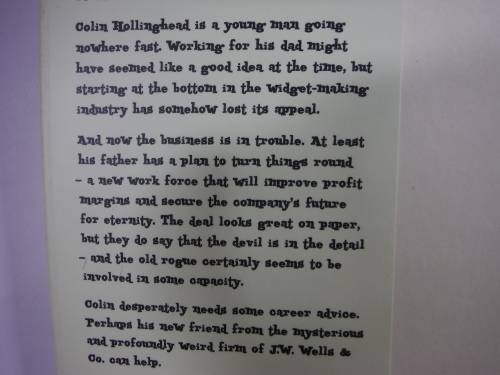 Colin Hollinghead is a young man going
nowhere fast. Working for his dad might
have seemed like a good idea at the time, but
starting at the bottom in the widget-making
industry has somehow lost its appeal.
And now the business is in trouble. At least
his father has a plan to turn things round
– a new work force that will improve profit
margins and secure the company's future
for eternity. The deal looks great on paper,
but they do say that the devil is in the detail
– and the old rogue certainly seems to be
involved in some capacity.
Colin desperately needs some career advice.
Perhaps his new friend from the mysterious
and profoundly weird firm of J.W. Wells &
Co. can help.